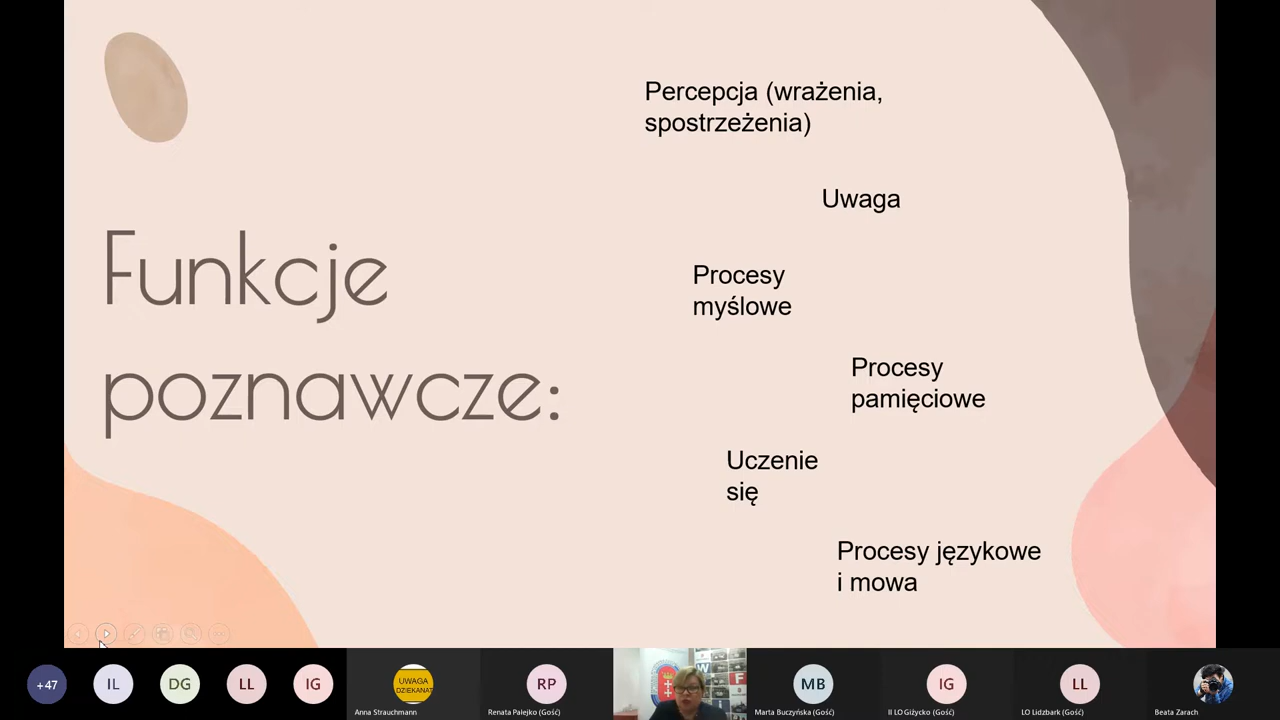 Funkcje
poznawcze:
Percepcja (wrażenia,
spostrzeżenia)
Uwaga
Procesy
myślowe
Procesy
pamięciowe
Uczenie
się
Procesy językowe
i mowa
+47
IL
DG
LL
IG
UWAGA
DZIEKANAT
Anna Strauchmann
RP
Renata Pałejko (Gość)
W
F
MB
Marta Buczyńska (Gość)
IG
II LO Giżycko (Gość)
LL
LO Lidzbark (Gość)
Beata Zarach